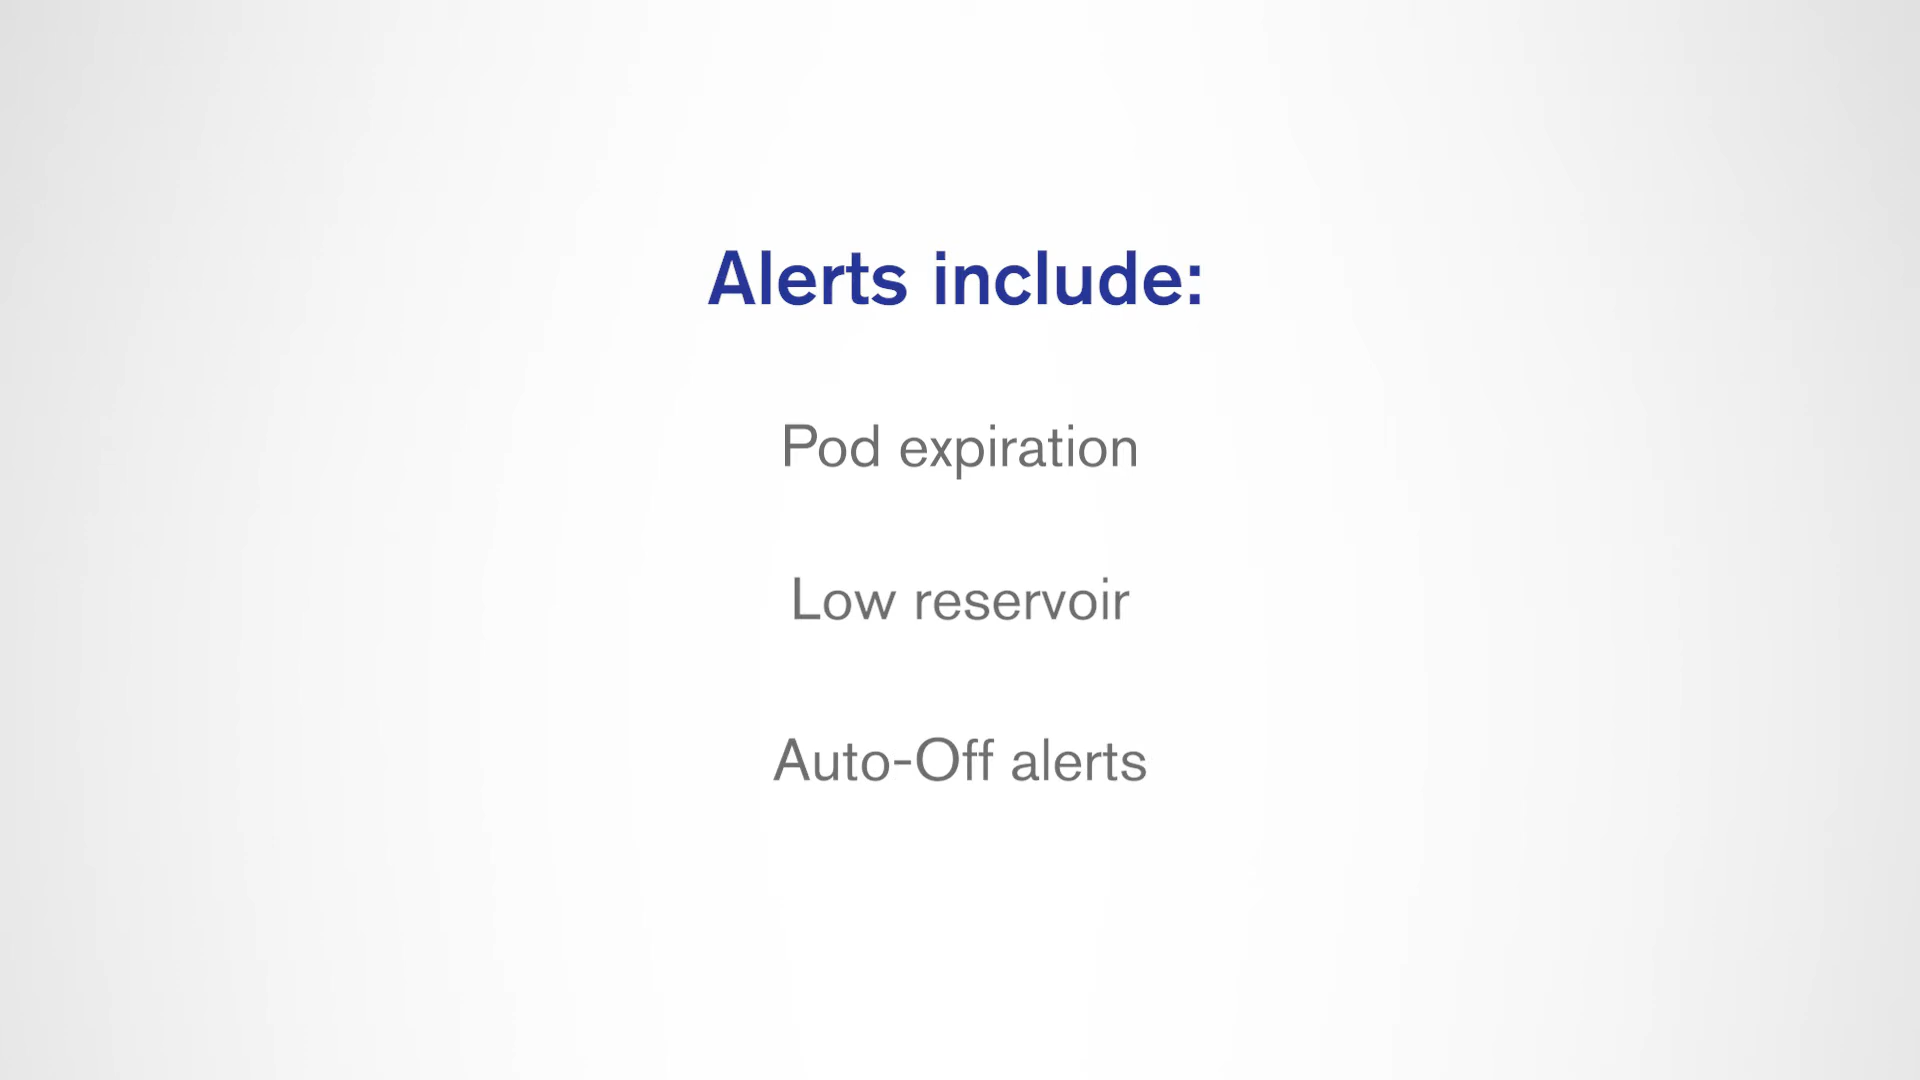 Alerts include:
Pod expiration
Low reservoir
Auto-Off alerts